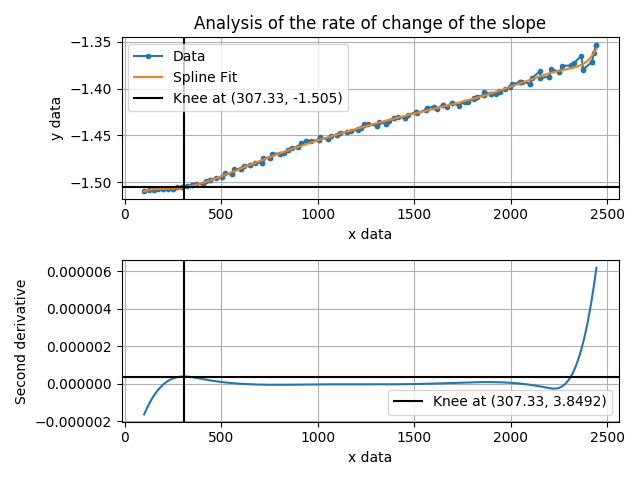 Analysis of the rate of change of the slope
−1.35
−1.40
−1.45
−1.50
y data
Data
Spline Fit
Knee at (307.33, -1.505)
0
500
1000
1500
2000
2500
x data
0.000006
0.000004
0.000002
0.000000
−0.000002
Second derivative
Knee at (307.33, 3.8492)
0
500
1000
1500
2000
2500
x data